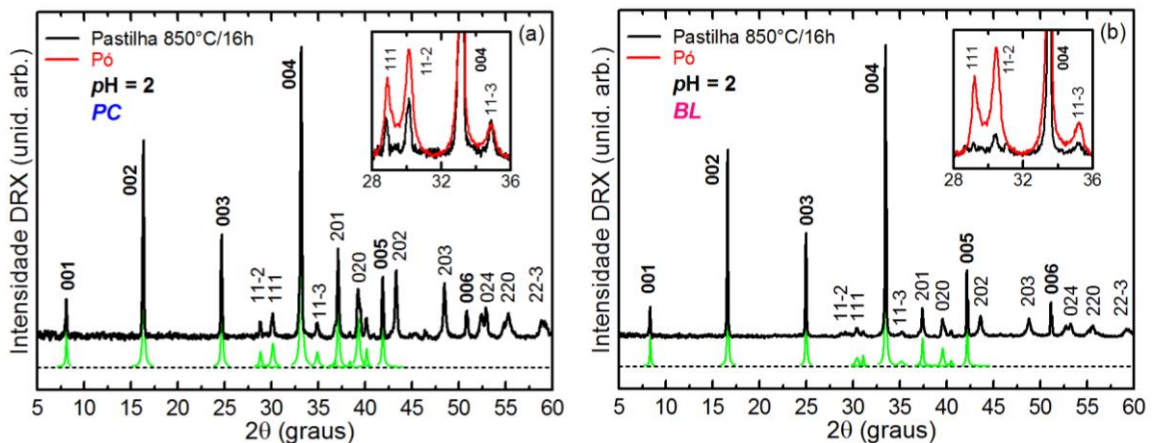 Intensidade DRX (unid. arb.)
Pastilha 850°C/16h
Pó
pH = 2
PC
(a)
111
11-2
004
11-3
28 32 36
001
002
003
11-2
111
004
11-3
201
020
005
202
203
006
024
220
22-3
5 10 15 20 25 30 35 40 45 50 55 60
2θ (graus)
Intensidade DRX (unid. arb.)
Pastilha 850°C/16h
Pó
pH = 2
BL
(b)
111
11-2
004
11-3
28 32 36
001
002
003
11-2
111
004
11-3
201
020
005
202
203
006
024
220
22-3
5 10 15 20 25 30 35 40 45 50 55 60
2θ (graus)